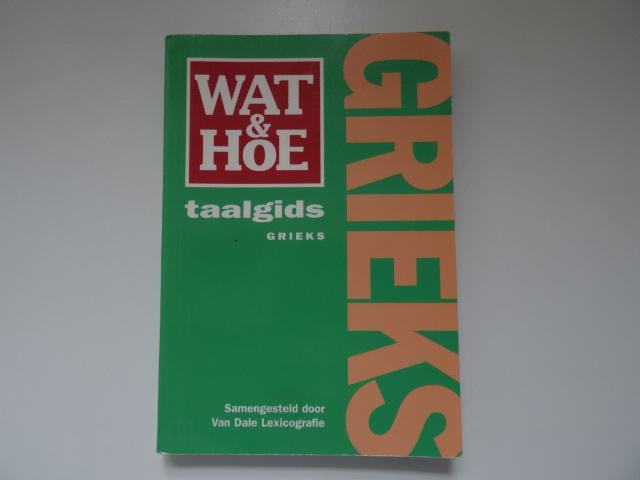 WAT
&
HOE
taalgids
GRIEKS
GRIEKS
Samengesteld door
Van Dale Lexicografie